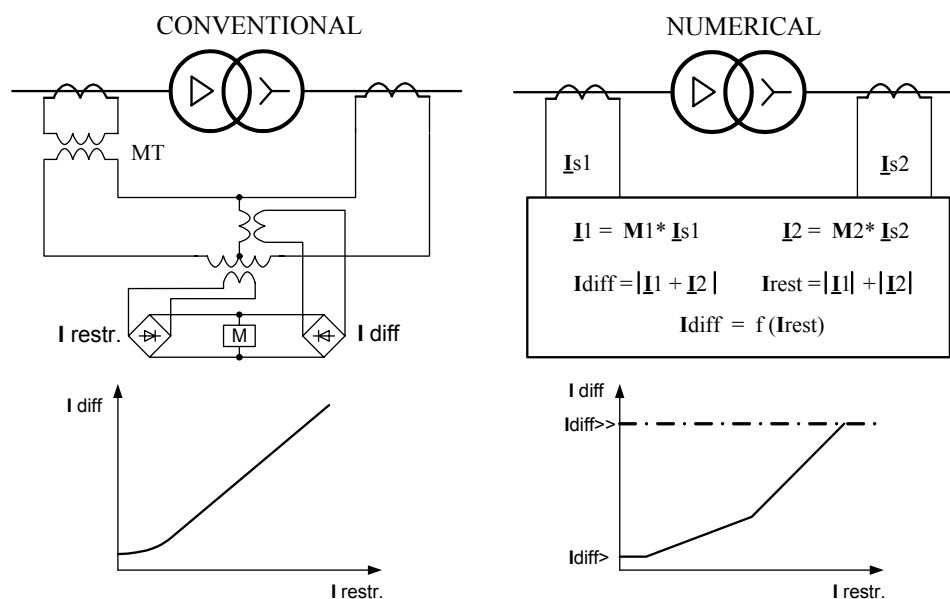 CONVENTIONAL
MT
I restr.
M
I diff
I diff
I restr.
NUMERICAL
Is1
Is2
I1 = M1* Is1
I2 = M2* Is2
Idiff = |I1 + I2|
Irest = |I1| + |I2|
Idiff = f (Irest)
I diff
Idiff>>
Idiff>
I restr.